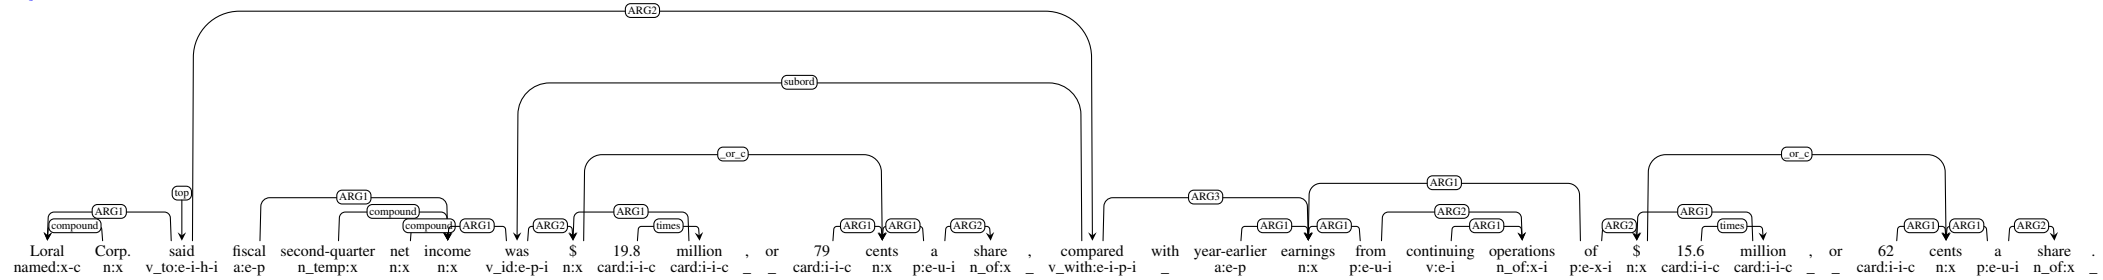 ARG2
subord
_or_c _or_c
ARG1
top
ARG1 ARG3
ARG1 compound ARG1 ARG2 ARG1
compound compound ARG1 ARG2 times ARG1 ARG1 ARG2 ARG1 ARG1 ARG1 ARG2 times ARG1 ARG1 ARG2
Loral Corp. said fiscal second-quarter net income was $ 19.8 million , or 79 cents a share , compared with year-earlier earnings from continuing operations of $ 15.6 million , or 62 cents a share .
named:x-c n:x v_to:e-i-h-i a:e-p n_temp:x n:x n:x v_id:e-p-i n:x card:i-i-c card:i-i-c _ _ card:i-i-c n:x p:e-u-i n_of:x _ v_with:e-i-p-i _ a:e-p n:x p:e-u-i v:e-i n_of:x-i p:e-x-i n:x card:i-i-c card:i-i-c _ _ card:i-i-c n:x p:e-u-i n_of:x _